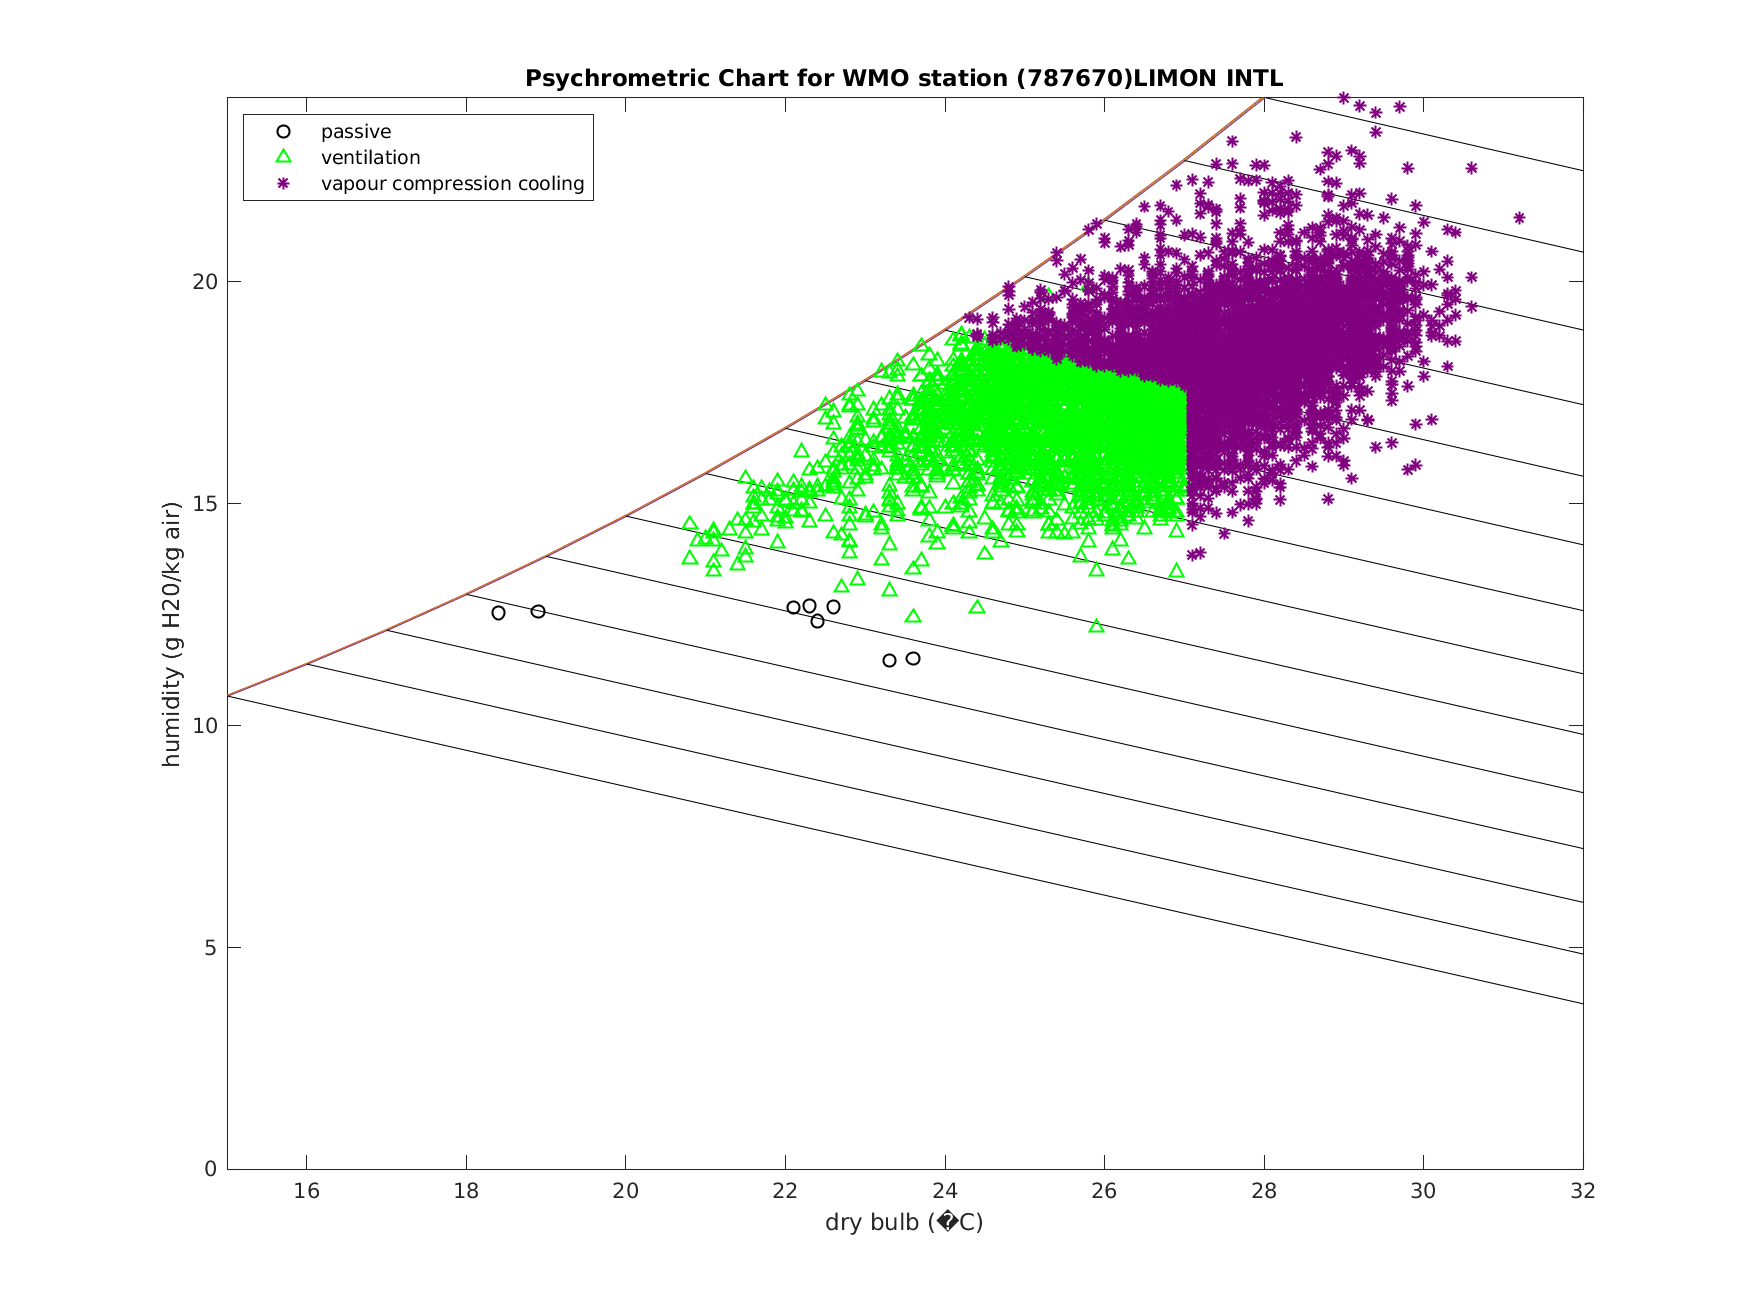 Psychrometric Chart for WMO station (787670)LIMON INTL
passive
ventilation
vapour compression cooling
humidity (g H20/kg air)
20
15
10
5
0
16 18 20 22 24 26 28 30 32
dry bulb (�C)